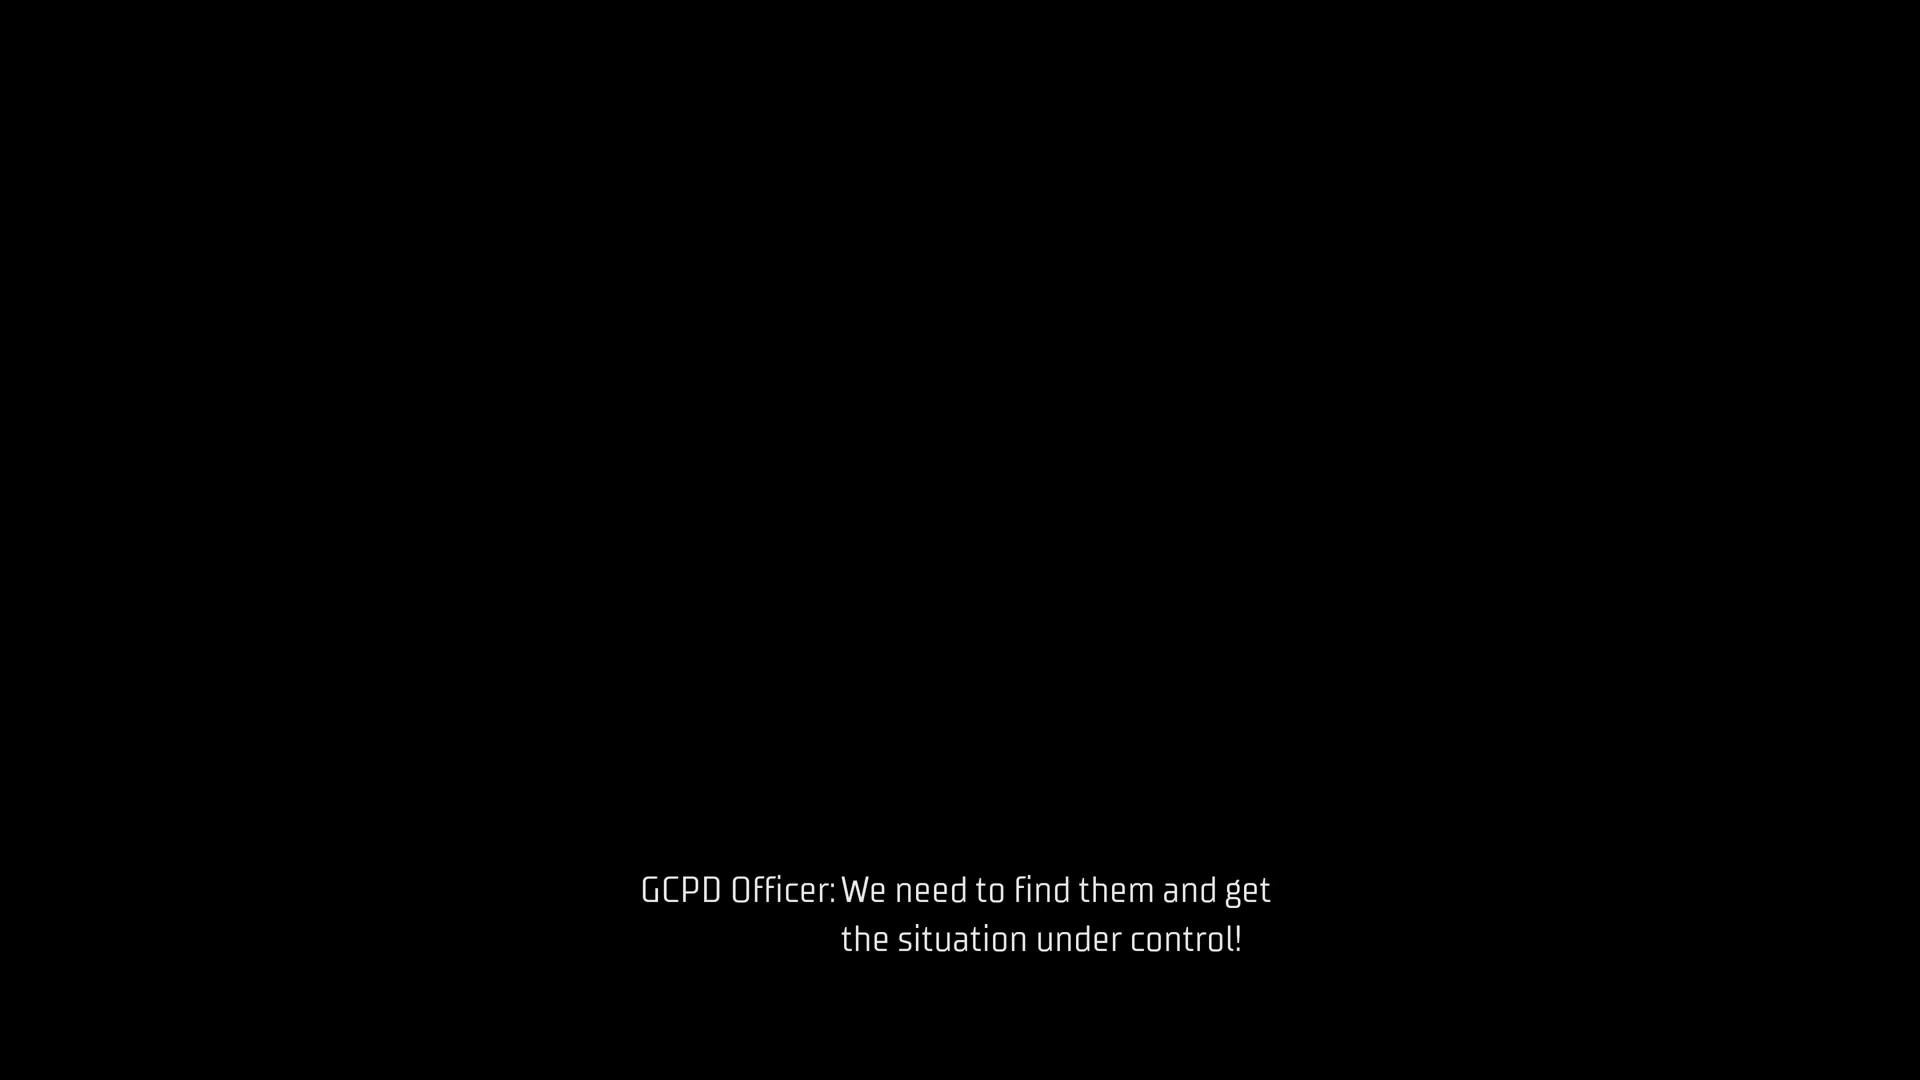 GCPD Officer: We need to find them and get
the situation under control!